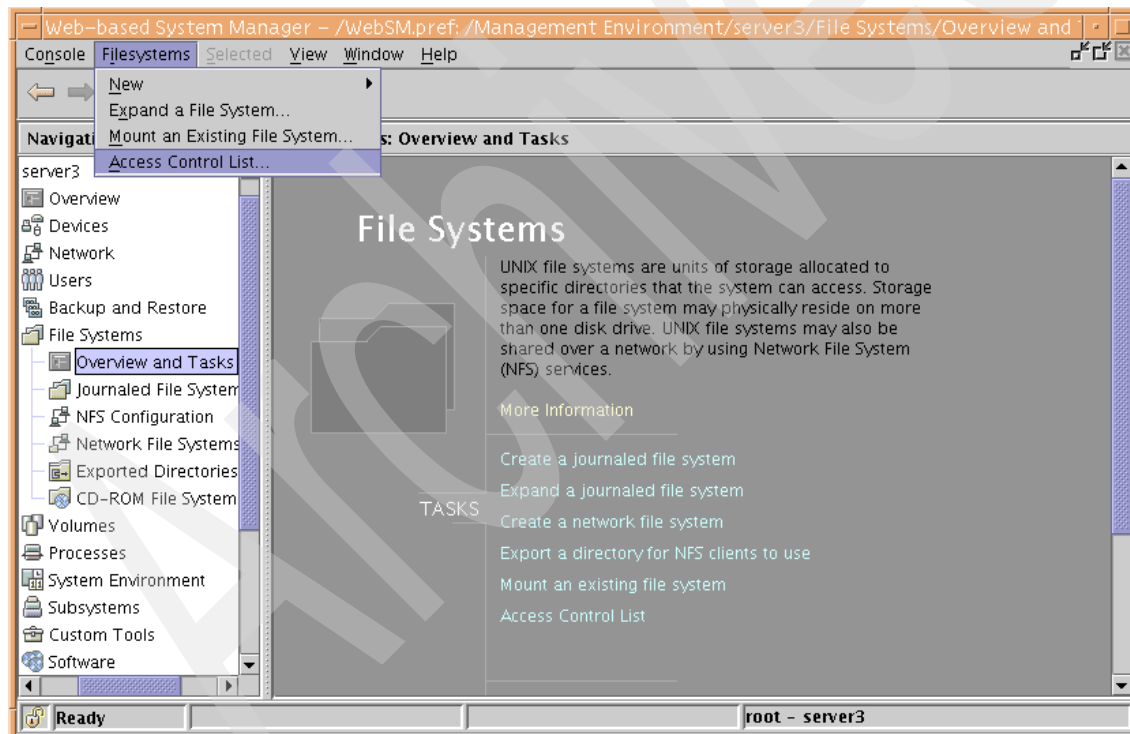 Web-based System Manager - /WebSM.pref: /Management Environment/server3/File Systems/Overview and
Console Filesystems Selected View Window Help
New
Expand a File System...
Mount an Existing File System...
Access Control List...
Navigati
s: Overview and Tasks
server3
Overview
Devices
Network
Users
Backup and Restore
File Systems
Overview and Tasks
Journaled File System
NFS Configuration
Network File Systems
Exported Directories
CD-ROM File System
Volumes
Processes
System Environment
Subsystems
Custom Tools
Software
File Systems
UNIX file systems are units of storage allocated to
specific directories that the system can access. Storage
space for a file system may physically reside on more
than one disk drive. UNIX file systems may also be
shared over a network by using Network File System
(NFS) services.
More Information
TASKS
Create a journaled file system
Expand a journaled file system
Create a network file system
Export a directory for NFS clients to use
Mount an existing file system
Access Control List
Ready
root - server3